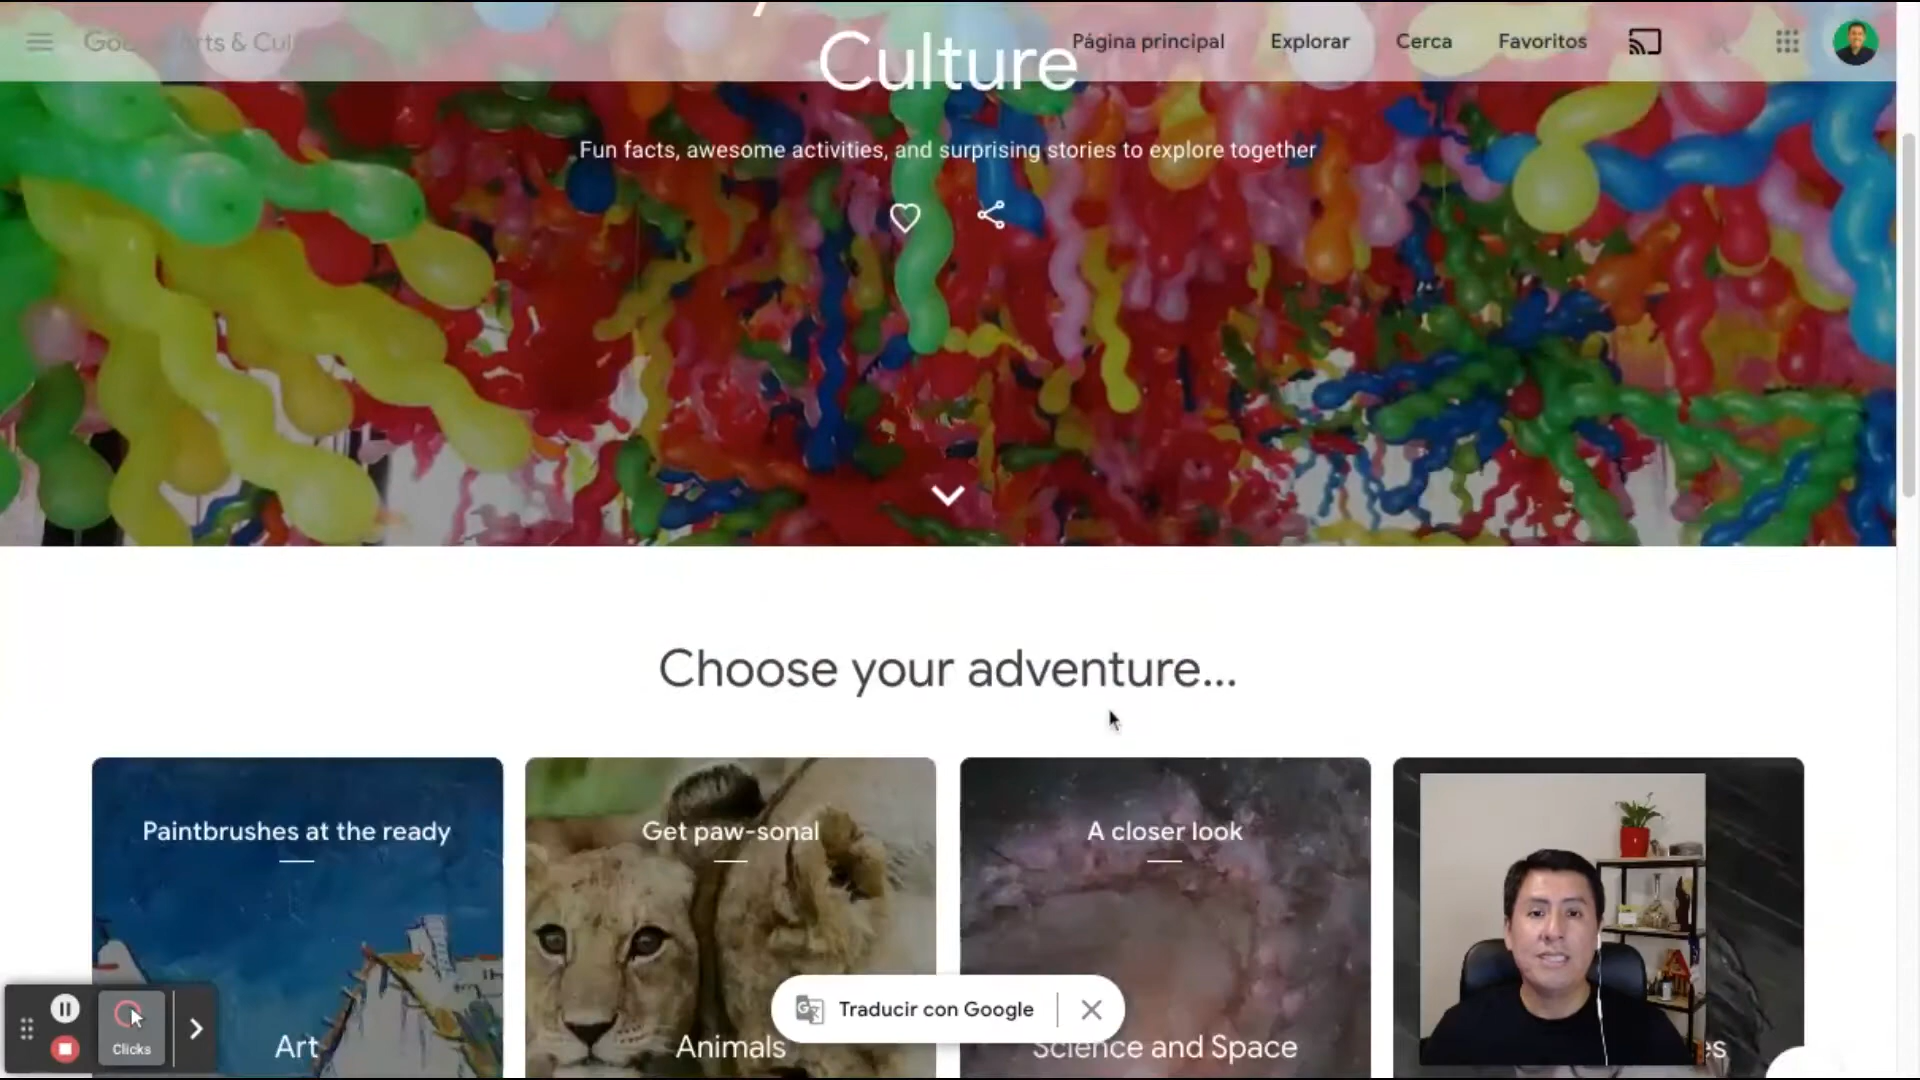 Culture
Página principal
Explorar
Cerca
Favoritos
Fun facts, awesome activities, and surprising stories to explore together
Choose your adventure...
Paintbrushes at the ready
Get paw-sonal
A closer look
Art
Animals
Science and Space
Traducir con Google
Clicks